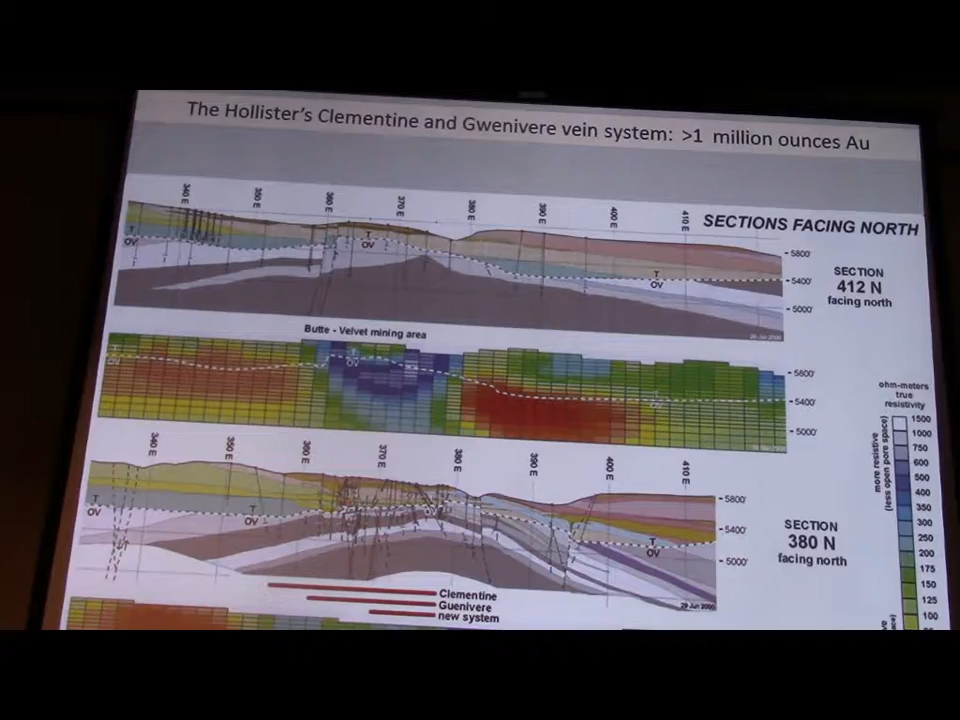 The Hollister's Clementine and Gwenivere vein system: >1 million ounces Au
340 E
350 E
360 E
370 E
380 E
390 E
400 E
410 E
SECTIONS FACING NORTH
T
OV
T
OV
T
OV
5800'
5400'
5000'
SECTION
412 N
facing north
Butte - Velvet mining area
OV
5800'
5400'
5000'
ohm-meters
true
resistivity
more resistive
(less open pore space)
1500
1000
750
600
500
400
350
300
250
200
175
150
125
100
340 E
350 E
360 E
370 E
380 E
390 E
400 E
410 E
T
OV
T
OV
T
OV
5800'
5400'
5000'
SECTION
380 N
facing north
Clementine
Guenivere
new system